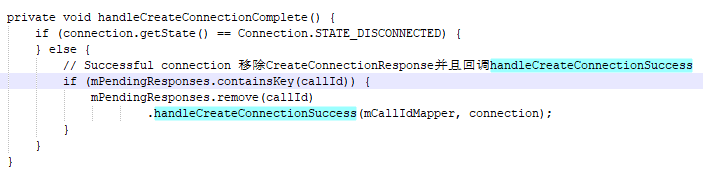 private void handleCreateConnectionComplete() {
    if (connection.getState() == Connection.STATE_DISCONNECTED) {
    } else {
        // Successful connection 移除CreateConnectionResponse并且回调handleCreateConnectionSuccess
        if (mPendingResponses.containsKey(callId)) {
            mPendingResponses.remove(callId)
                    .handleCreateConnectionSuccess(mCallIdMapper, connection);
        }
    }
}